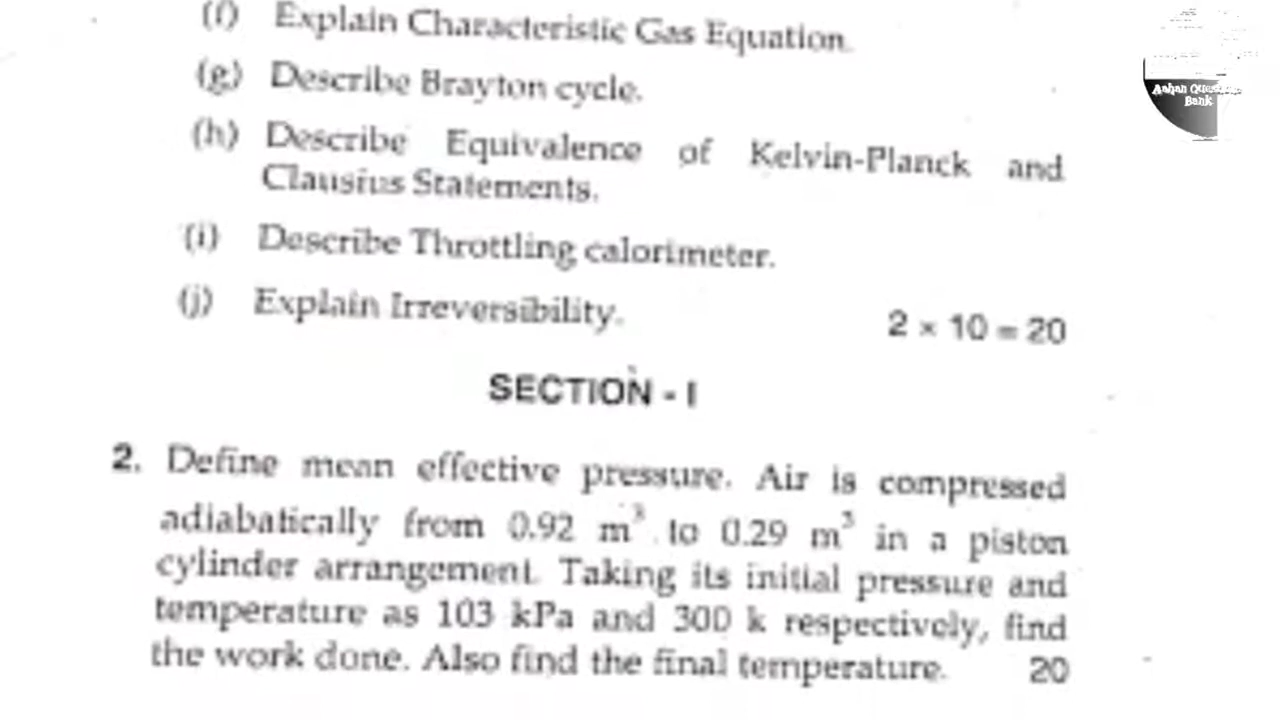 (f) Explain Characteristic Gas Equation.
(g) Describe Brayton cycle.
(h) Describe Equivalence of Kelvin-Planck and
Clausius Statements.
(i) Describe Throttling calorimeter.
(j) Explain Irreversibility. 2 × 10 = 20
SECTION - I
2. Define mean effective pressure. Air is compressed
adiabatically from 0.92 m³ to 0.29 m³ in a piston
cylinder arrangement. Taking its initial pressure and
temperature as 103 kPa and 300 k respectively, find
the work done. Also find the final temperature. 20
Aahan Question
Bank